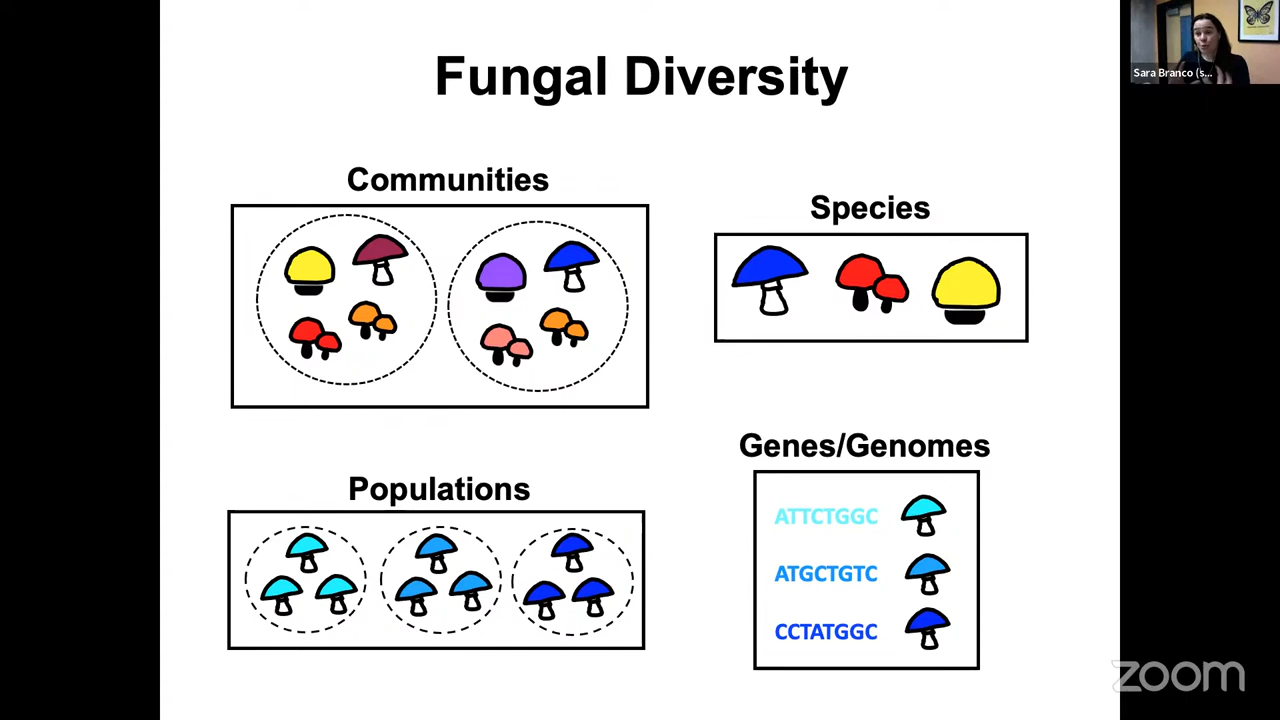 Fungal Diversity
Sara Branco (s...
Communities
Species
Populations
Genes/Genomes
ATTCTGGC
ATGCTGTC
CCTATGGC
zoom